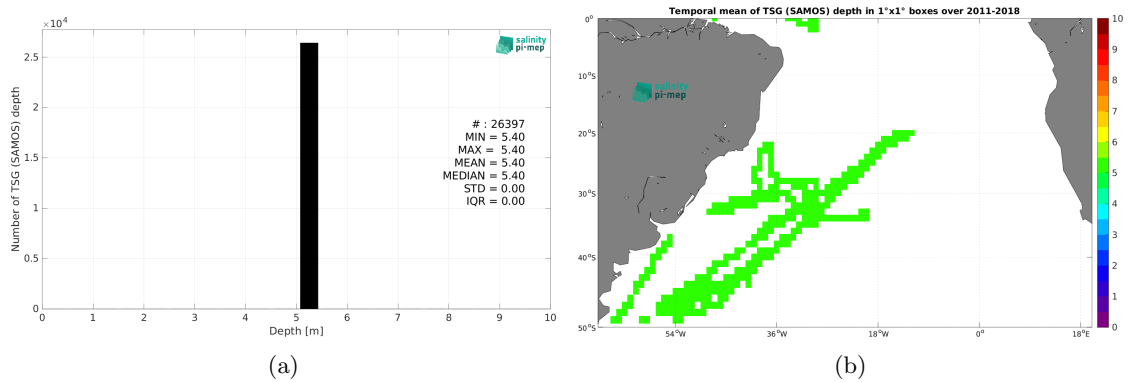 ×10⁴
2.5
2
1.5
1
0.5
0
Number of TSG (SAMOS) depth
salinity
pi-mep
# : 26397
MIN = 5.40
MAX = 5.40
MEAN = 5.40
MEDIAN = 5.40
STD = 0.00
IQR = 0.00
0 1 2 3 4 5 6 7 8 9 10
Depth [m]
(a)
Temporal mean of TSG (SAMOS) depth in 1°x1° boxes over 2011-2018
0°
10°S
20°S
30°S
40°S
50°S
salinity
pi-mep
54°W 36°W 18°W 0° 18°E
10
9
8
7
6
5
4
3
2
1
0
(b)